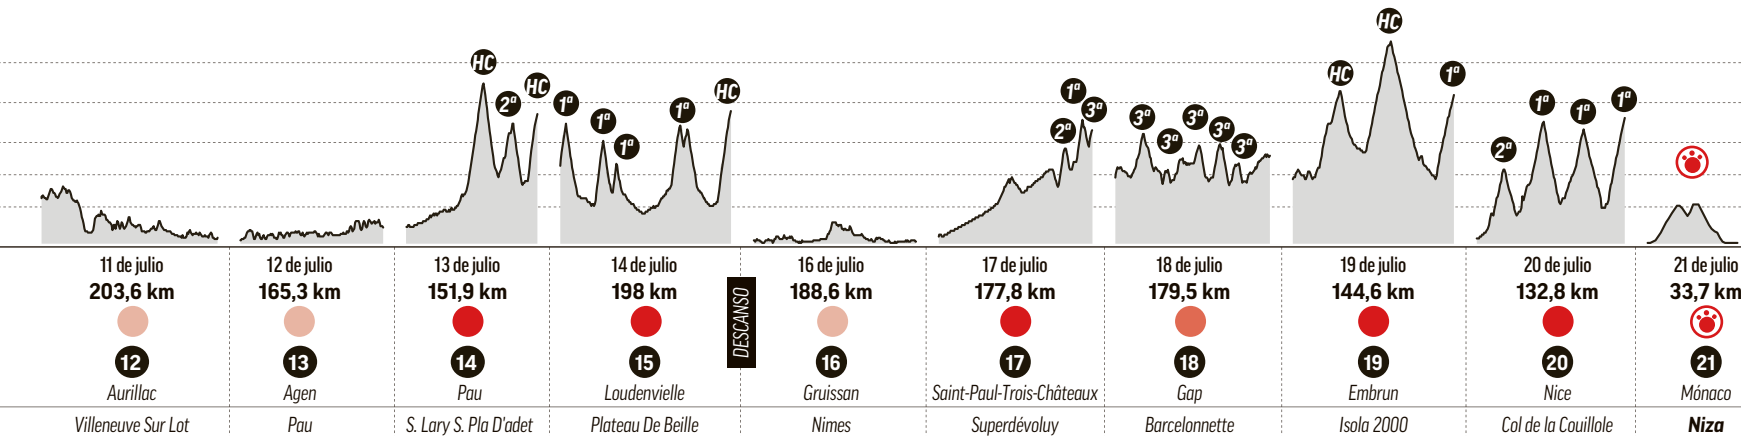 HC
2ª
HC
1ª
1ª
1ª
1ª
HC
2ª
1ª
3ª
3ª
3ª
3ª
3ª
3ª
HC
HC
1ª
2ª
1ª
1ª
1ª
11 de julio
203,6 km
12
Aurillac
Villeneuve Sur Lot
12 de julio
165,3 km
13
Agen
Pau
13 de julio
151,9 km
14
Pau
S. Lary S. Pla D'adet
14 de julio
198 km
15
Loudenvielle
Plateau De Beille
DESCANSO
16 de julio
188,6 km
16
Gruissan
Nimes
17 de julio
177,8 km
17
Saint-Paul-Trois-Châteaux
Superdévoluy
18 de julio
179,5 km
18
Gap
Barcelonnette
19 de julio
144,6 km
19
Embrun
Isola 2000
20 de julio
132,8 km
20
Nice
Col de la Couillole
21 de julio
33,7 km
21
Mónaco
Niza